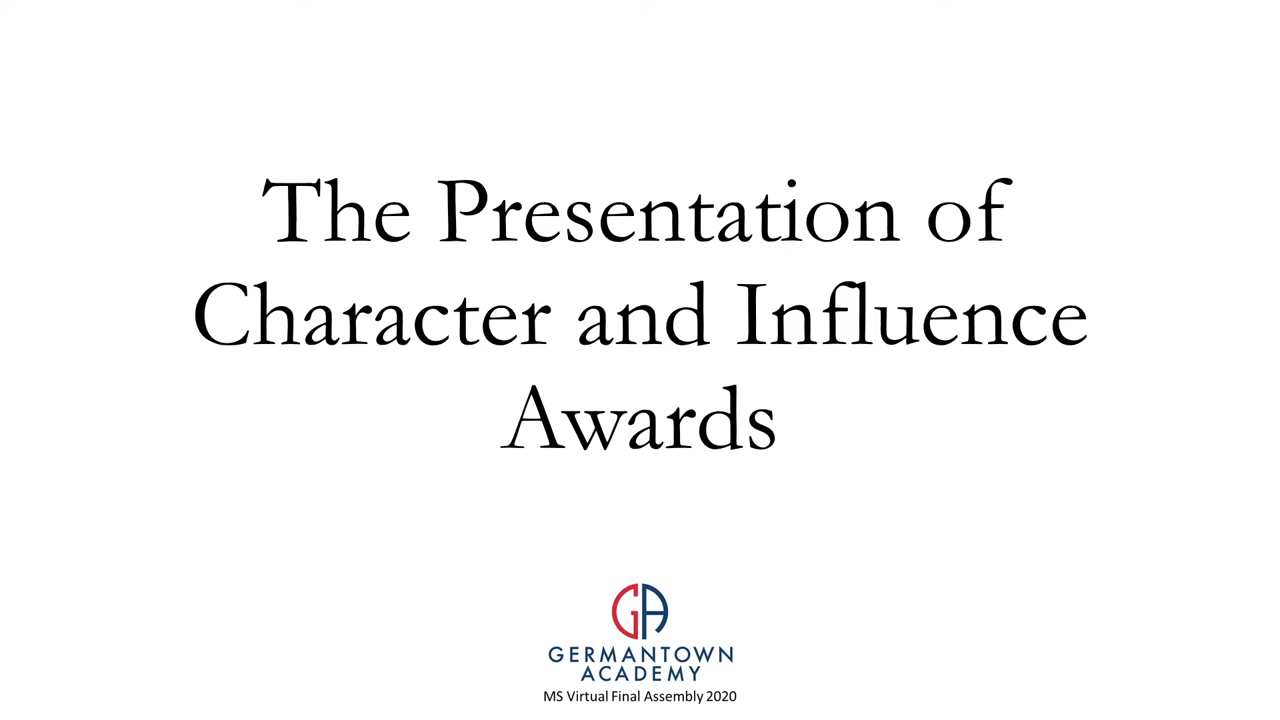 The Presentation of
Character and Influence
Awards
GA
GERMANTOWN
ACADEMY
MS Virtual Final Assembly 2020